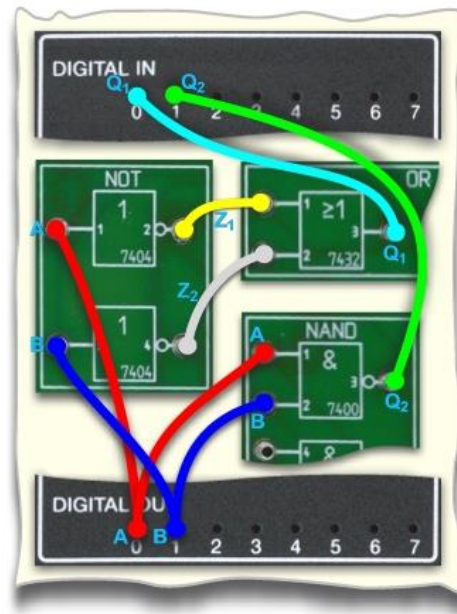 DIGITAL IN
Q1 Q2
0 1 2 3 4 5 6 7
NOT
OR
A 1 1 2
7404
Z1
1 ≥1 3
2 7432
Q1
Z2
B 1 4
7404
NAND
A 1 & 3
B 2 7400
Q2
4 &
DIGITAL OU
A B
0 1 2 3 4 5 6 7